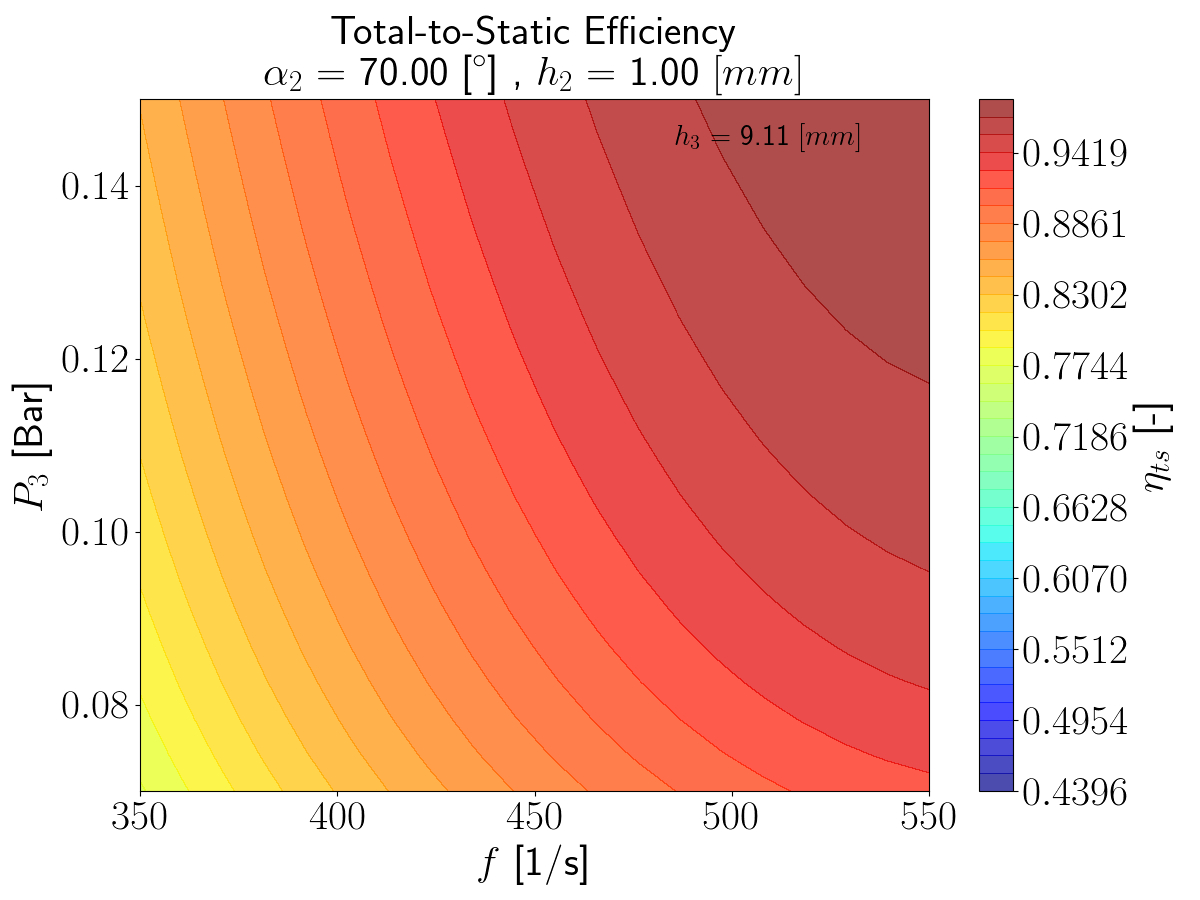 Total-to-Static Efficiency
α₂ = 70.00 [°] , h₂ = 1.00 [mm]
h₃ = 9.11 [mm]
P₃ [Bar]
0.14
0.12
0.10
0.08
350 400 450 500 550
f [1/s]
0.9419
0.8861
0.8302
0.7744
0.7186
0.6628
0.6070
0.5512
0.4954
0.4396
ηₜₛ [-]